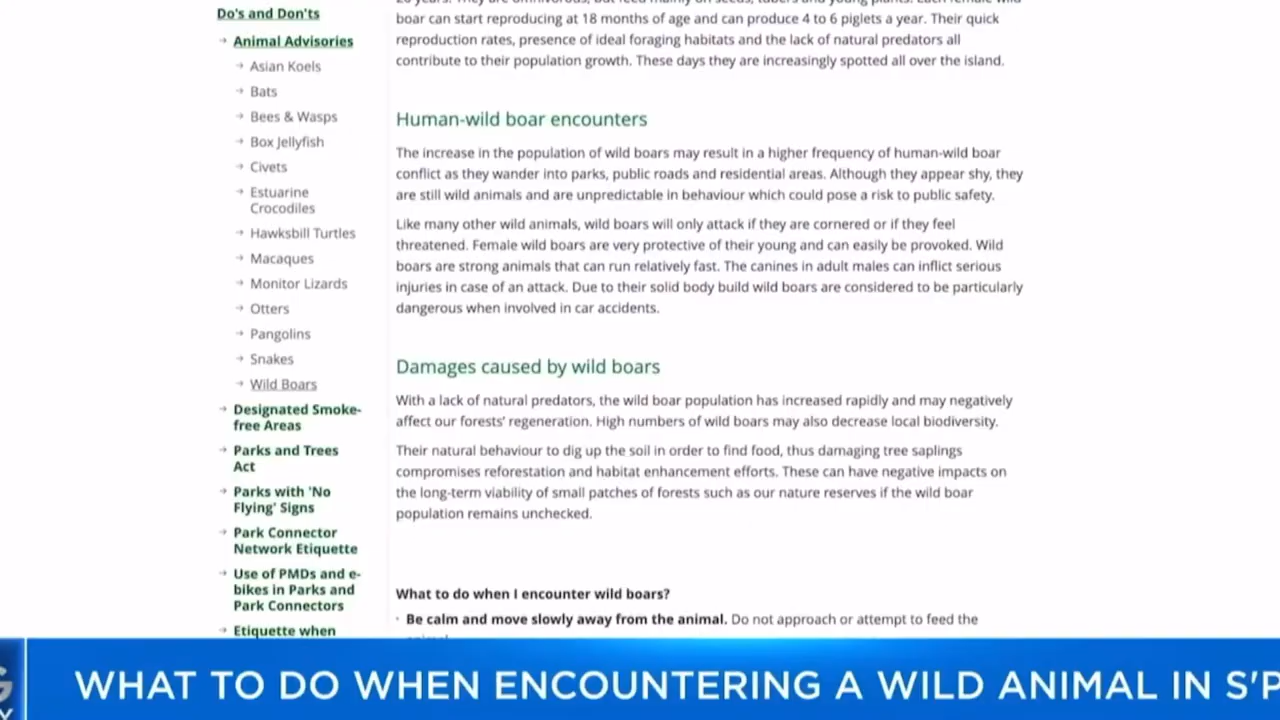 Do's and Don'ts
Animal Advisories
Asian Koels
Bats
Bees & Wasps
Box Jellyfish
Civets
Estuarine
Crocodiles
Hawksbill Turtles
Macaques
Monitor Lizards
Otters
Pangolins
Snakes
Wild Boars
Designated Smoke-
free Areas
Parks and Trees
Act
Parks with 'No
Flying' Signs
Park Connector
Network Etiquette
Use of PMDs and e-
bikes in Parks and
Park Connectors
Etiquette when
boar can start reproducing at 18 months of age and can produce 4 to 6 piglets a year. Their quick
reproduction rates, presence of ideal foraging habitats and the lack of natural predators all
contribute to their population growth. These days they are increasingly spotted all over the island.
Human-wild boar encounters
The increase in the population of wild boars may result in a higher frequency of human-wild boar
conflict as they wander into parks, public roads and residential areas. Although they appear shy, they
are still wild animals and are unpredictable in behaviour which could pose a risk to public safety.
Like many other wild animals, wild boars will only attack if they are cornered or if they feel
threatened. Female wild boars are very protective of their young and can easily be provoked. Wild
boars are strong animals that can run relatively fast. The canines in adult males can inflict serious
injuries in case of an attack. Due to their solid body build wild boars are considered to be particularly
dangerous when involved in car accidents.
Damages caused by wild boars
With a lack of natural predators, the wild boar population has increased rapidly and may negatively
affect our forests' regeneration. High numbers of wild boars may also decrease local biodiversity.
Their natural behaviour to dig up the soil in order to find food, thus damaging tree saplings
compromises reforestation and habitat enhancement efforts. These can have negative impacts on
the long-term viability of small patches of forests such as our nature reserves if the wild boar
population remains unchecked.
What to do when I encounter wild boars?
Be calm and move slowly away from the animal. Do not approach or attempt to feed the
WHAT TO DO WHEN ENCOUNTERING A WILD ANIMAL IN S'P